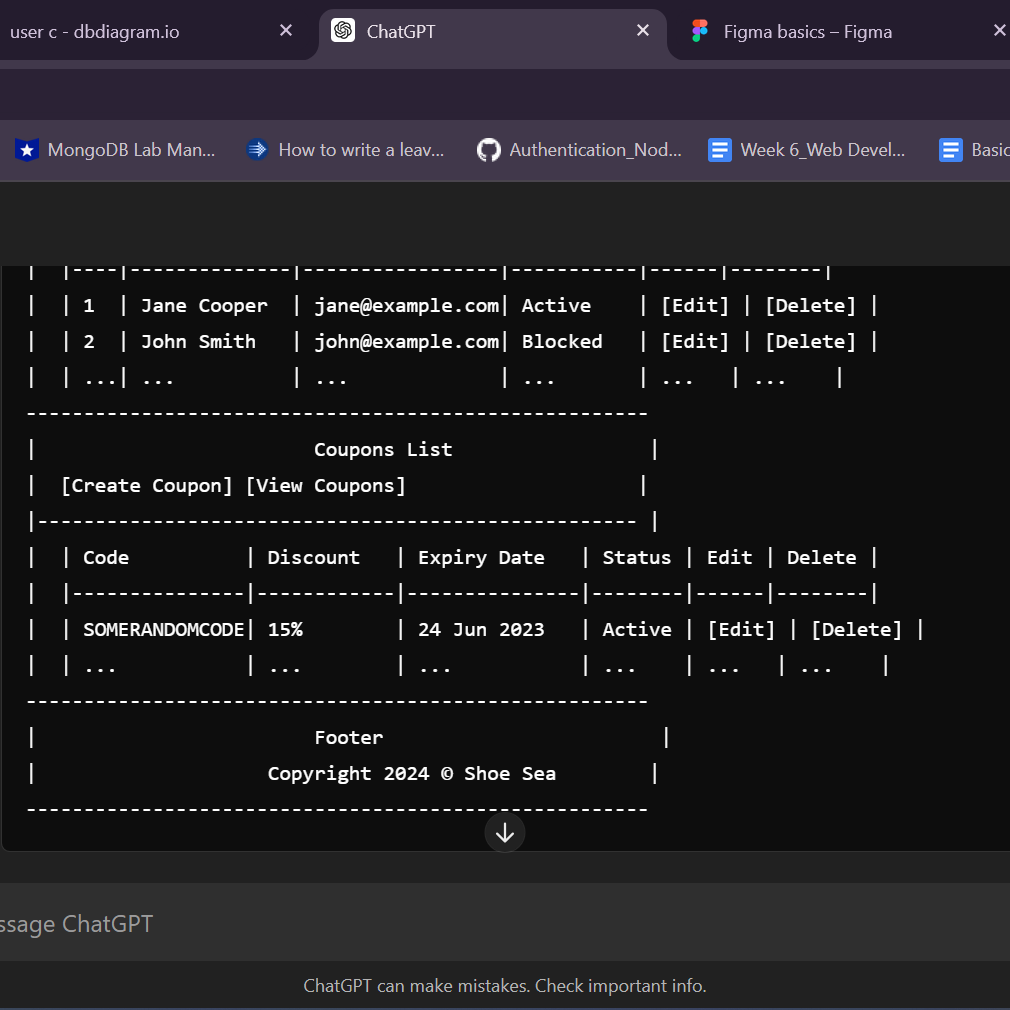 user c - dbdiagram.io
ChatGPT
Figma basics – Figma
MongoDB Lab Man...
How to write a leav...
Authentication_Nod...
Week 6_Web Devel...
Basic
|  |----|--------------|-----------------|-----------|------|--------|
|  | 1  | Jane Cooper  | jane@example.com| Active    | [Edit] | [Delete] |
|  | 2  | John Smith   | john@example.com| Blocked   | [Edit] | [Delete] |
|  | ...| ...          | ...             | ...       | ...   | ...    |
------------------------------------------------------
|                        Coupons List                 |
|  [Create Coupon] [View Coupons]                    |
|---------------------------------------------------- |
|  | Code          | Discount   | Expiry Date   | Status | Edit | Delete |
|  |---------------|------------|---------------|--------|------|--------|
|  | SOMERANDOMCODE| 15%        | 24 Jun 2023   | Active | [Edit] | [Delete] |
|  | ...           | ...        | ...           | ...    | ...   | ...    |
------------------------------------------------------
|                        Footer                        |
|                    Copyright 2024 © Shoe Sea        |
------------------------------------------------------
ssage ChatGPT
ChatGPT can make mistakes. Check important info.